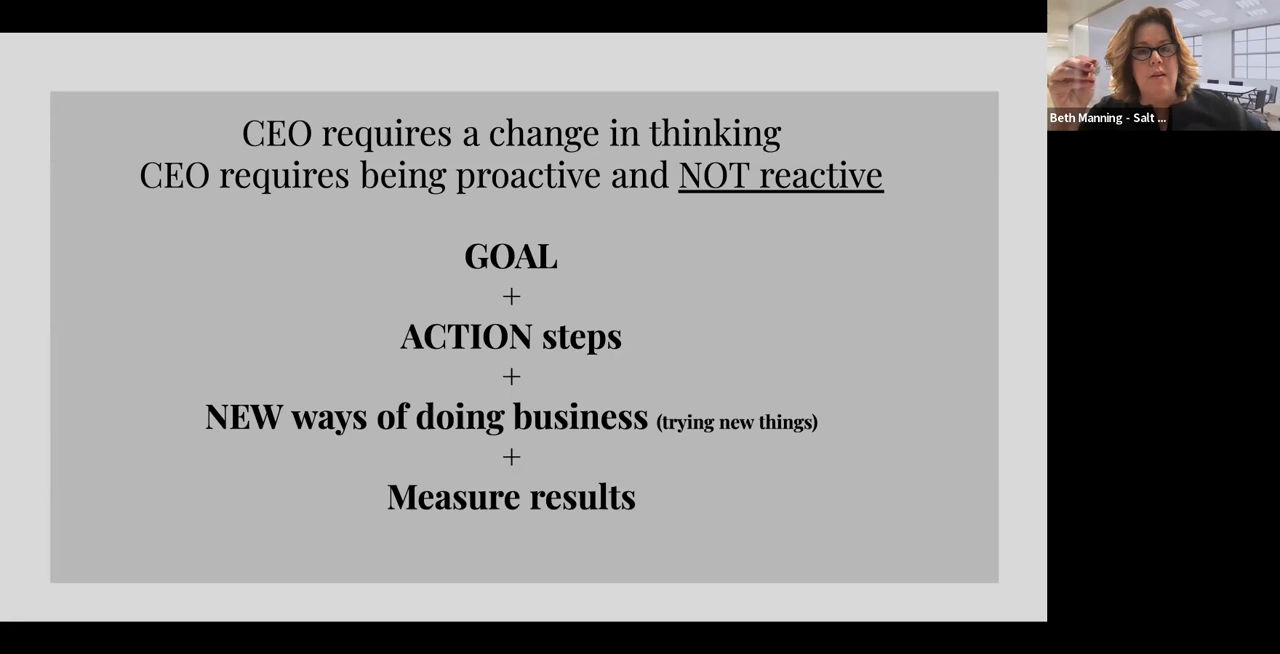 CEO requires a change in thinking
CEO requires being proactive and NOT reactive
GOAL
+
ACTION steps
+
NEW ways of doing business (trying new things)
+
Measure results
Beth Manning - Salt ...